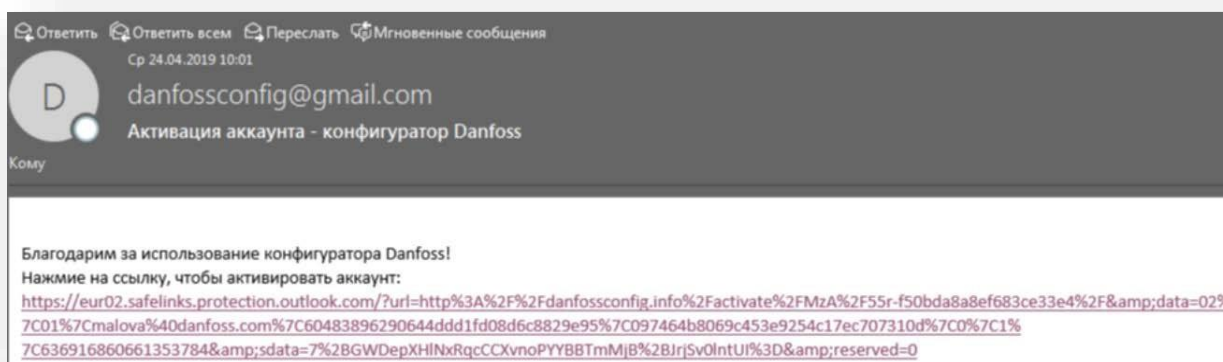 Ответить Ответить всем Переслать Мгновенные сообщения
Ср 24.04.2019 10:01
D
danfossconfig@gmail.com
Активация аккаунта - конфигуратор Danfoss
Кому
Благодарим за использование конфигуратора Danfoss!
Нажмие на ссылку, чтобы активировать аккаунт:
https://eur02.safelinks.protection.outlook.com/?url=http%3A%2F%2Fdanfossconfig.info%2Factivate%2FMzA%2F55r-f50bda8a8ef683ce33e4%2F&amp;data=02%
7C01%7Cmalova%40danfoss.com%7C60483896290644ddd1fd08d6c8829e95%7C097464b8069c453e9254c17ec707310d%7C0%7C1%
7C636916860661353784&amp;sdata=7%2BGWDepXHlNxRqcCCXvnoPYYBBTmMjB%2BJrjSv0lntUI%3D&amp;reserved=0